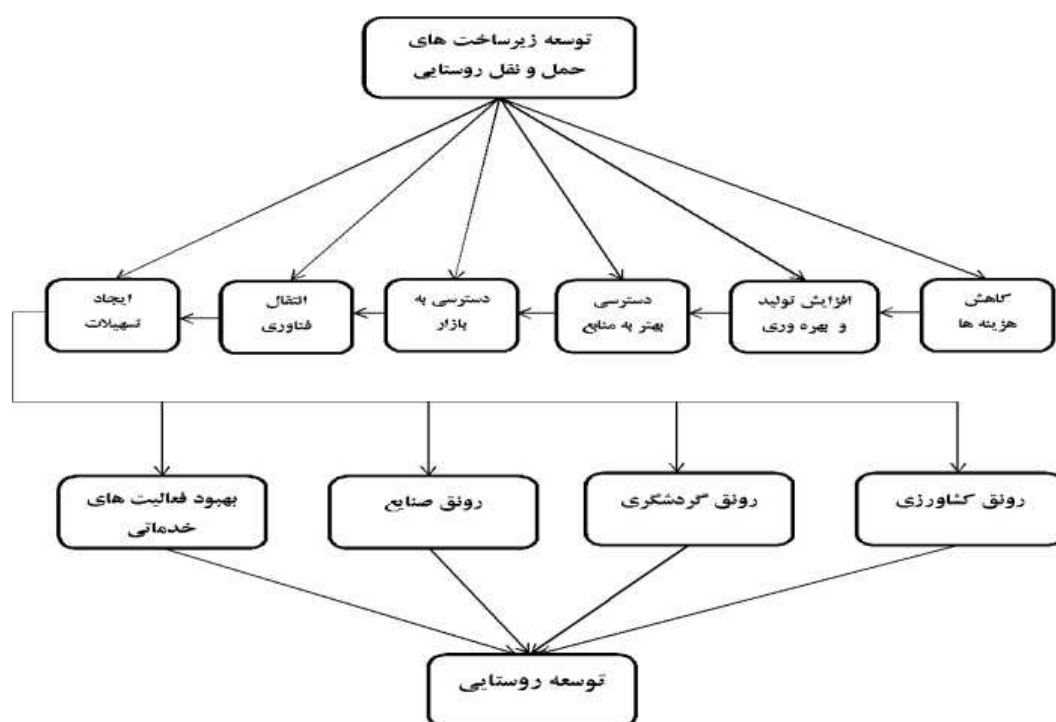 توسعه زیرساخت های
حمل و نقل روستایی
کاهش
هزینه ها
افزایش تولید
و بهره وری
دسترسی
بهتر به منابع
دسترسی به
بازار
انتقال
فناوری
ایجاد
تسهیلات
رونق کشاورزی
رونق گردشگری
رونق صنایع
بهبود فعالیت های
خدماتی
توسعه روستایی